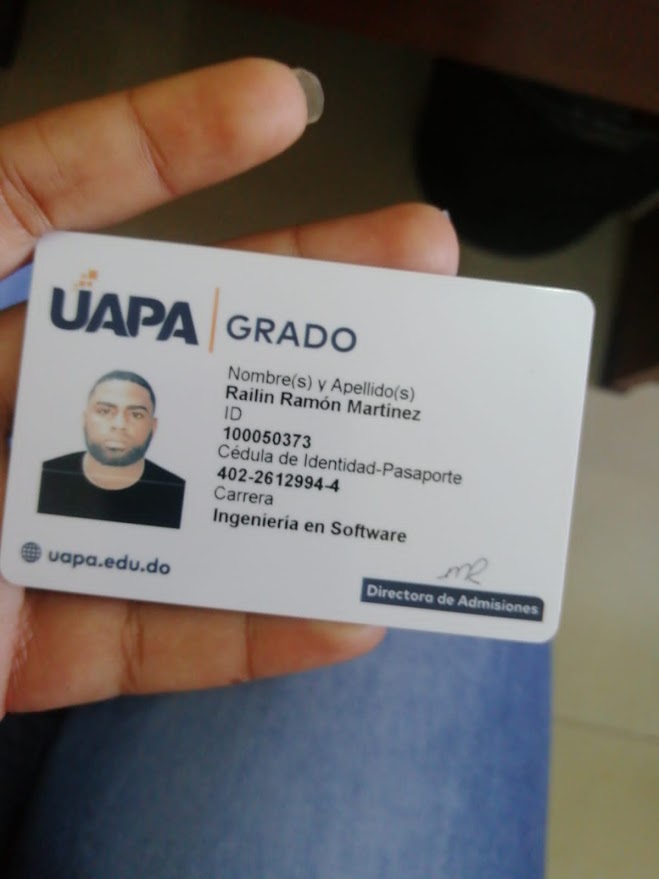 UAPA GRADO
Nombre(s) y Apellido(s)
Railin Ramón Martinez
ID
100050373
Cédula de Identidad-Pasaporte
402-2612994-4
Carrera
Ingeniería en Software
uapa.edu.do
Directora de Admisiones